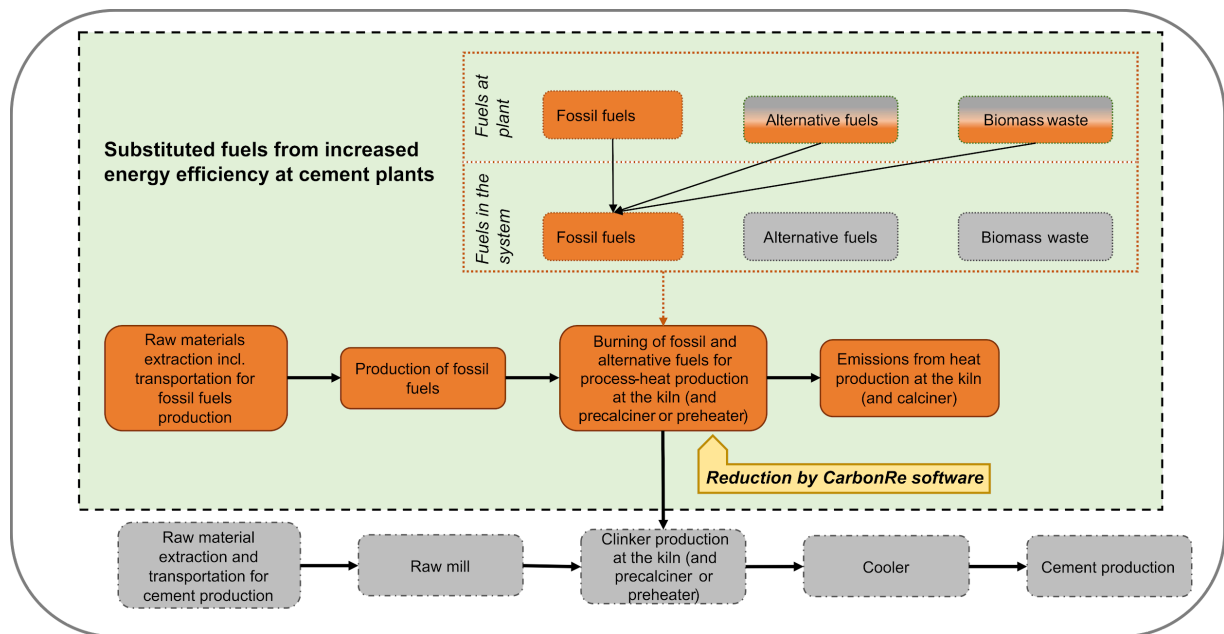 Substituted fuels from increased
energy efficiency at cement plants
Fuels at
plant
Fossil fuels
Alternative fuels
Biomass waste
Fuels in the
system
Fossil fuels
Alternative fuels
Biomass waste
Raw materials
extraction incl.
transportation for
fossil fuels
production
Production of fossil
fuels
Burning of fossil and
alternative fuels for
process-heat production
at the kiln (and
precalciner or preheater)
Emissions from heat
production at the kiln
(and calciner)
Reduction by CarbonRe software
Raw material
extraction and
transportation for
cement production
Raw mill
Clinker production
at the kiln (and
precalciner or
preheater)
Cooler
Cement production